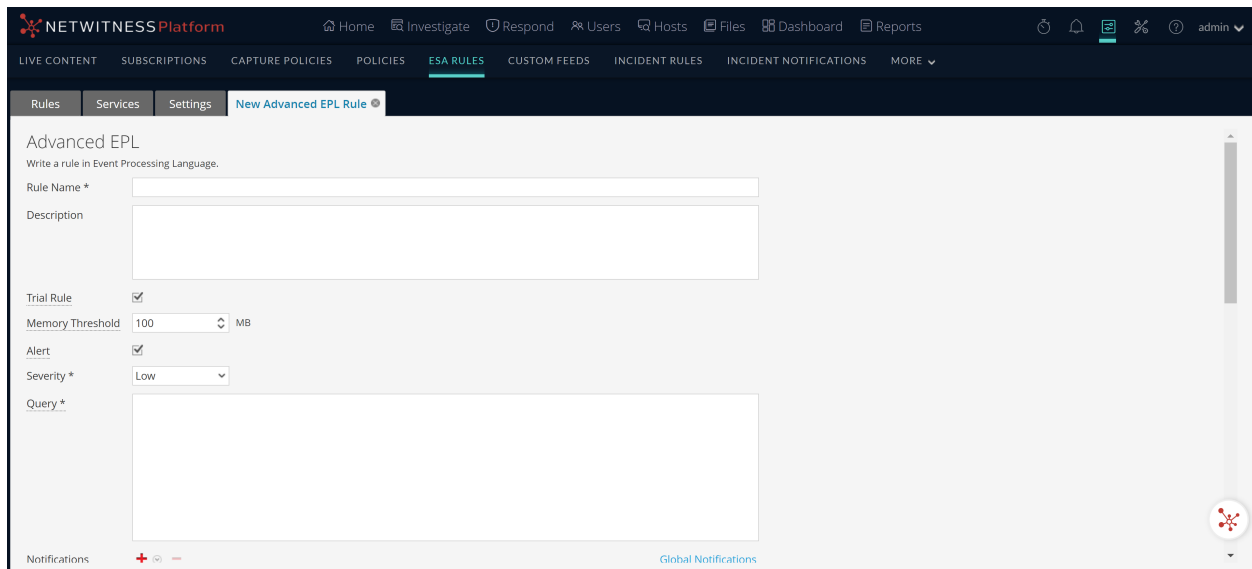 NETWITNESS Platform Home Investigate Respond Users Hosts Files Dashboard Reports admin
LIVE CONTENT SUBSCRIPTIONS CAPTURE POLICIES POLICIES ESA RULES CUSTOM FEEDS INCIDENT RULES INCIDENT NOTIFICATIONS MORE
Rules Services Settings New Advanced EPL Rule
Advanced EPL
Write a rule in Event Processing Language.
Rule Name *
Description
Trial Rule
Memory Threshold 100 MB
Alert
Severity * Low
Query *
Notifications Global Notifications